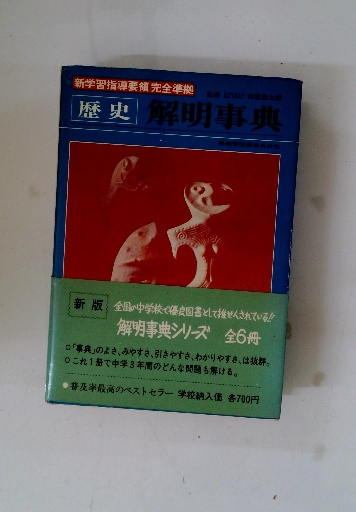 新学習指導要領 完全準拠
歴史 解明事典
新版
全国の中学校で優良図書として推せんされている!!
解明事典シリーズ 全6冊
○「事典」のよさ、みやすさ、引きやすさ、わかりやすさ、は抜群。
○これ1冊で中学3年間のどんな問題も解ける。
●普及率最高のベストセラー 学校納入価 各700円